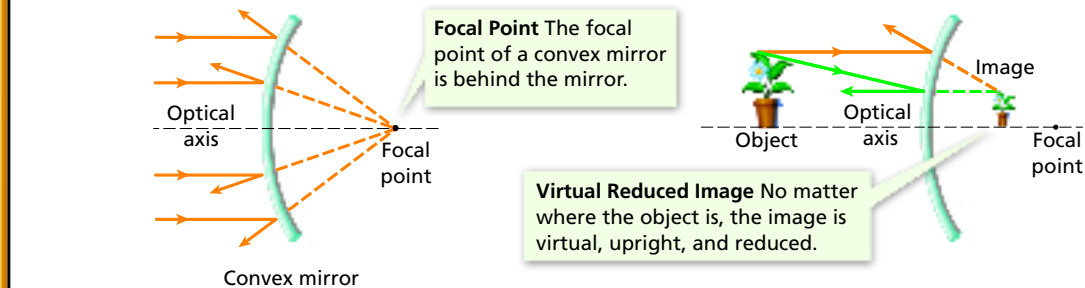 Focal Point The focal
point of a convex mirror
is behind the mirror.
Optical
axis
Focal
point
Convex mirror
Image
Optical
axis
Object
Focal
point
Virtual Reduced Image No matter
where the object is, the image is
virtual, upright, and reduced.